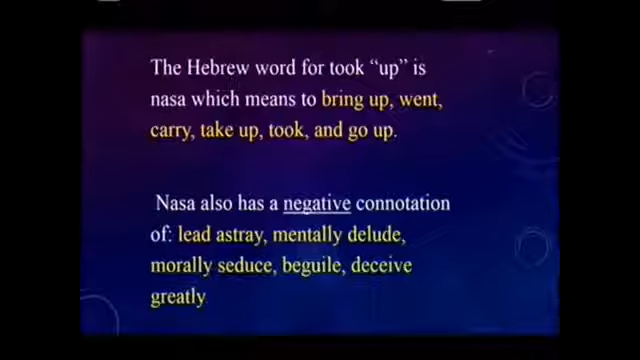 The Hebrew word for took “up” is
nasa which means to bring up, went,
carry, take up, took, and go up.
Nasa also has a negative connotation
of: lead astray, mentally delude,
morally seduce, beguile, deceive
greatly